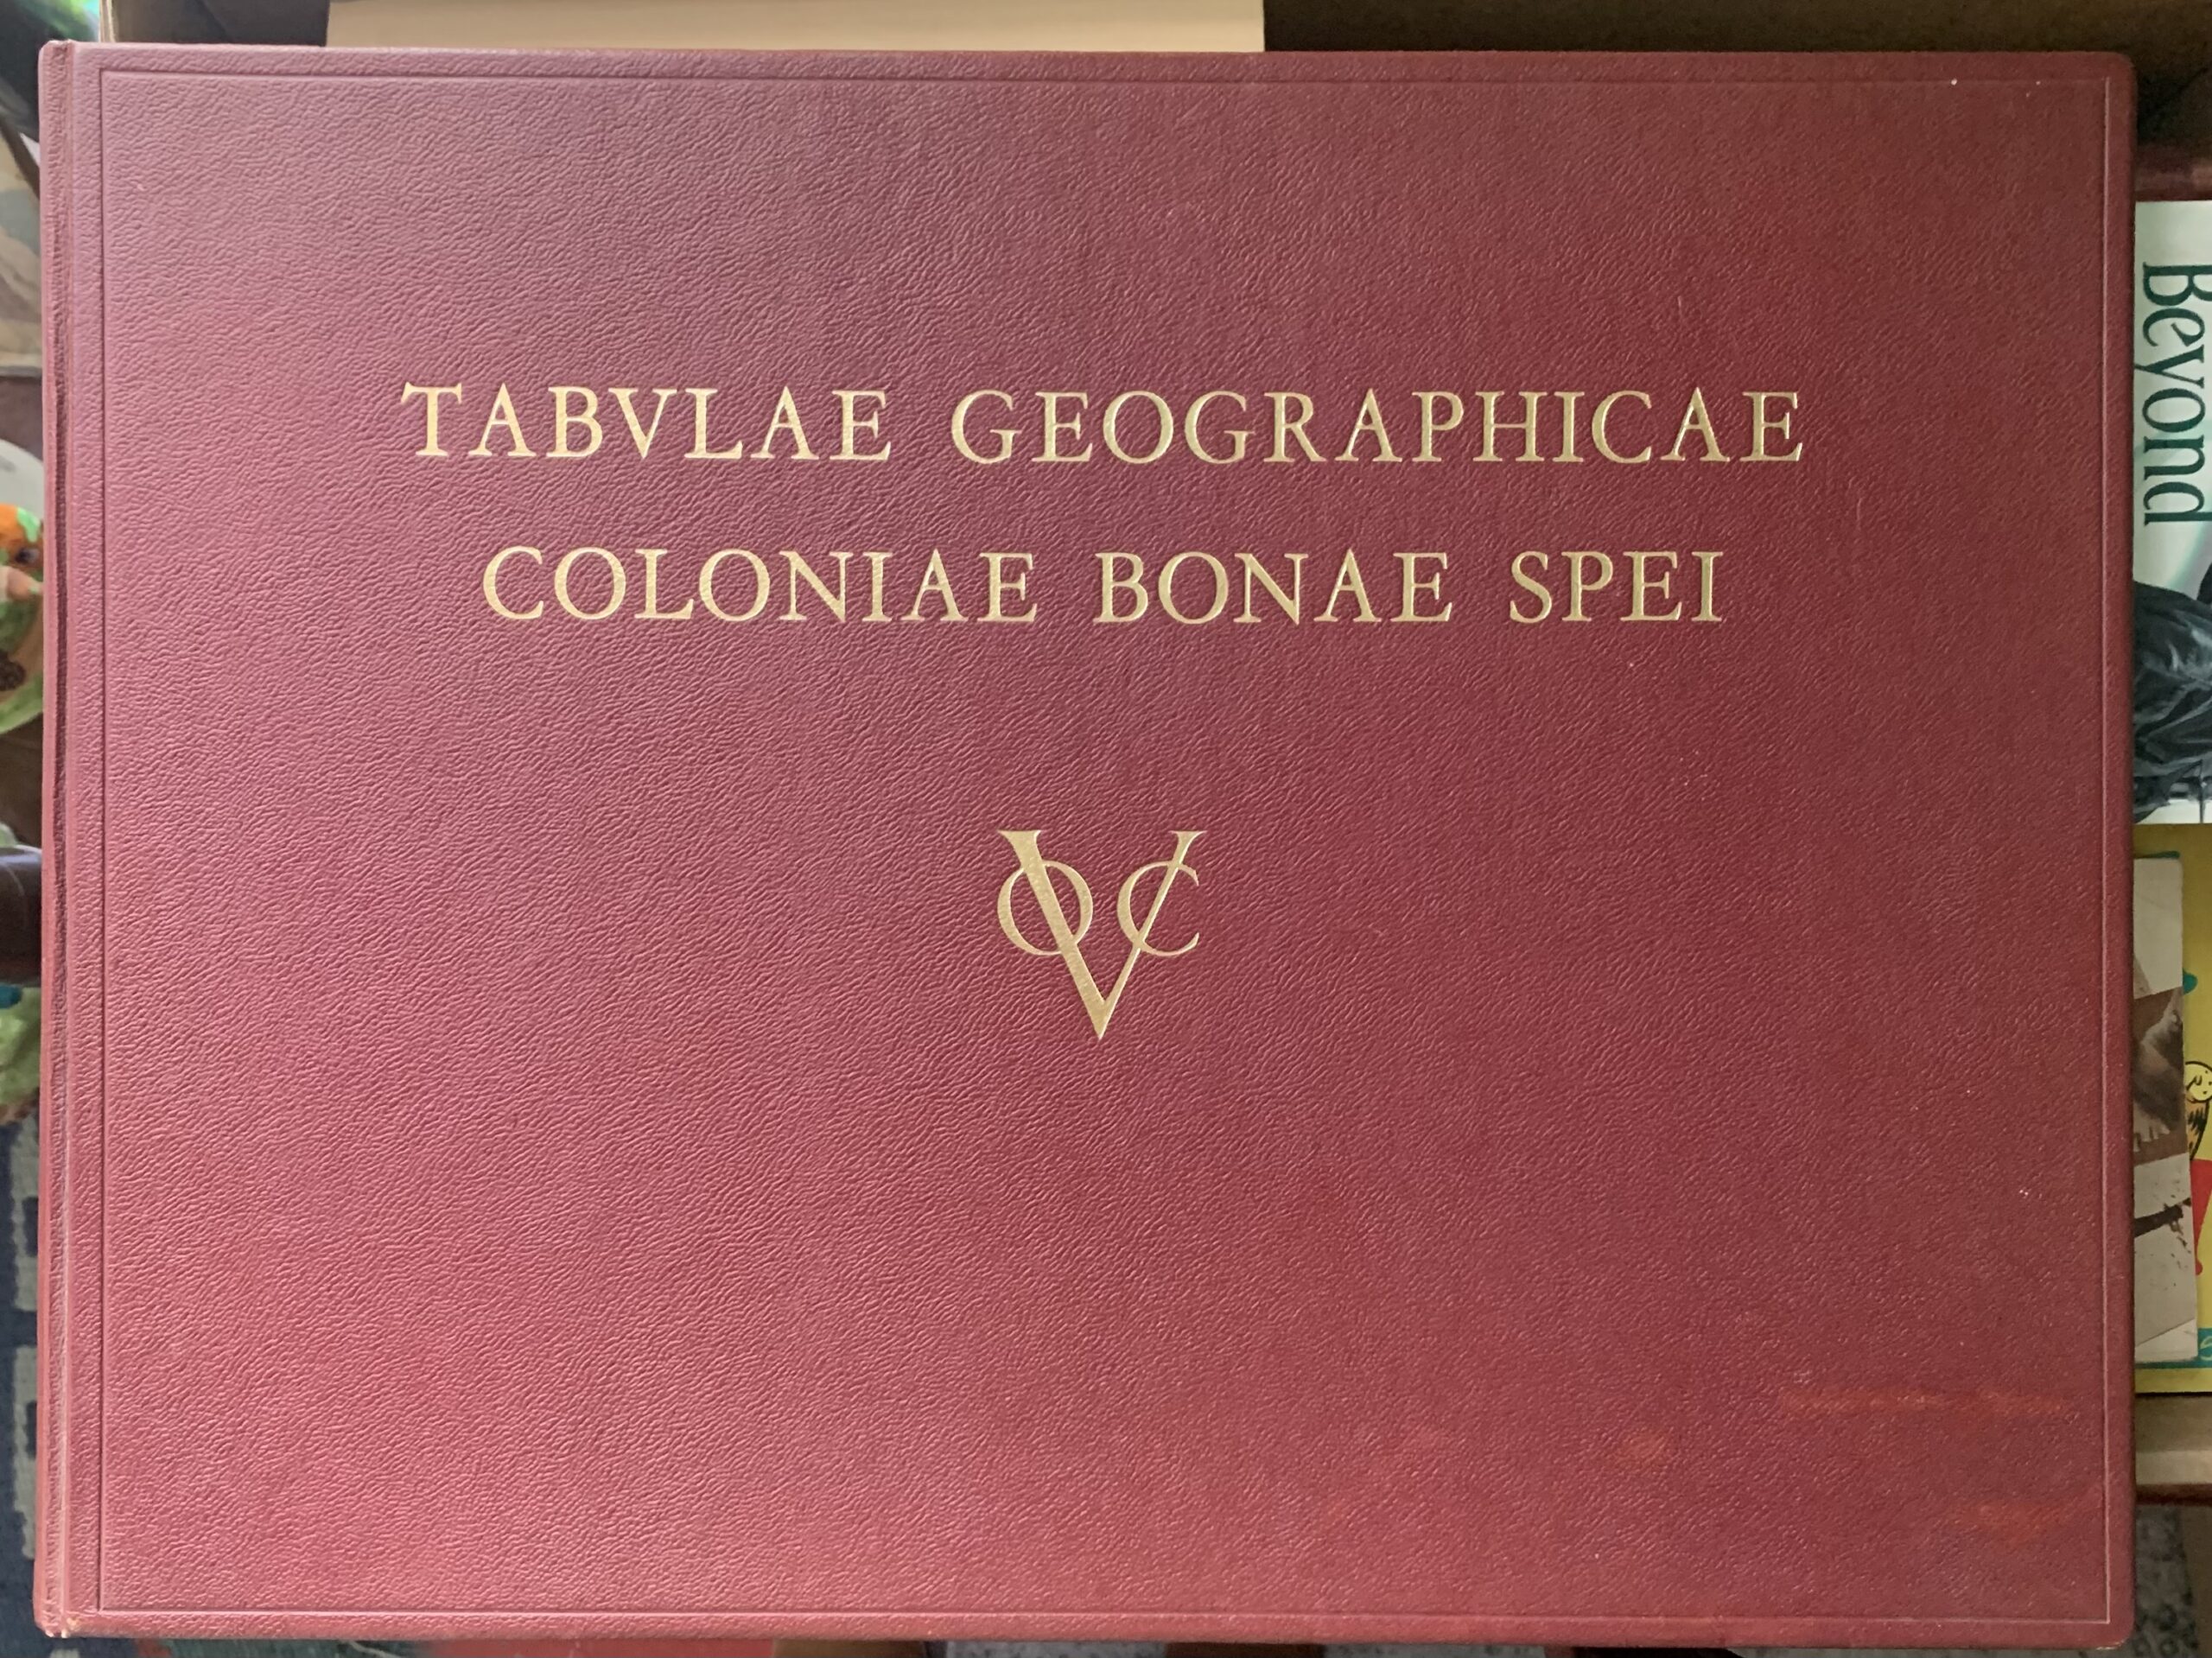 TABVLAE GEOGRAPHICAE
COLONIAE BONAE SPEI
VOC
Beyond